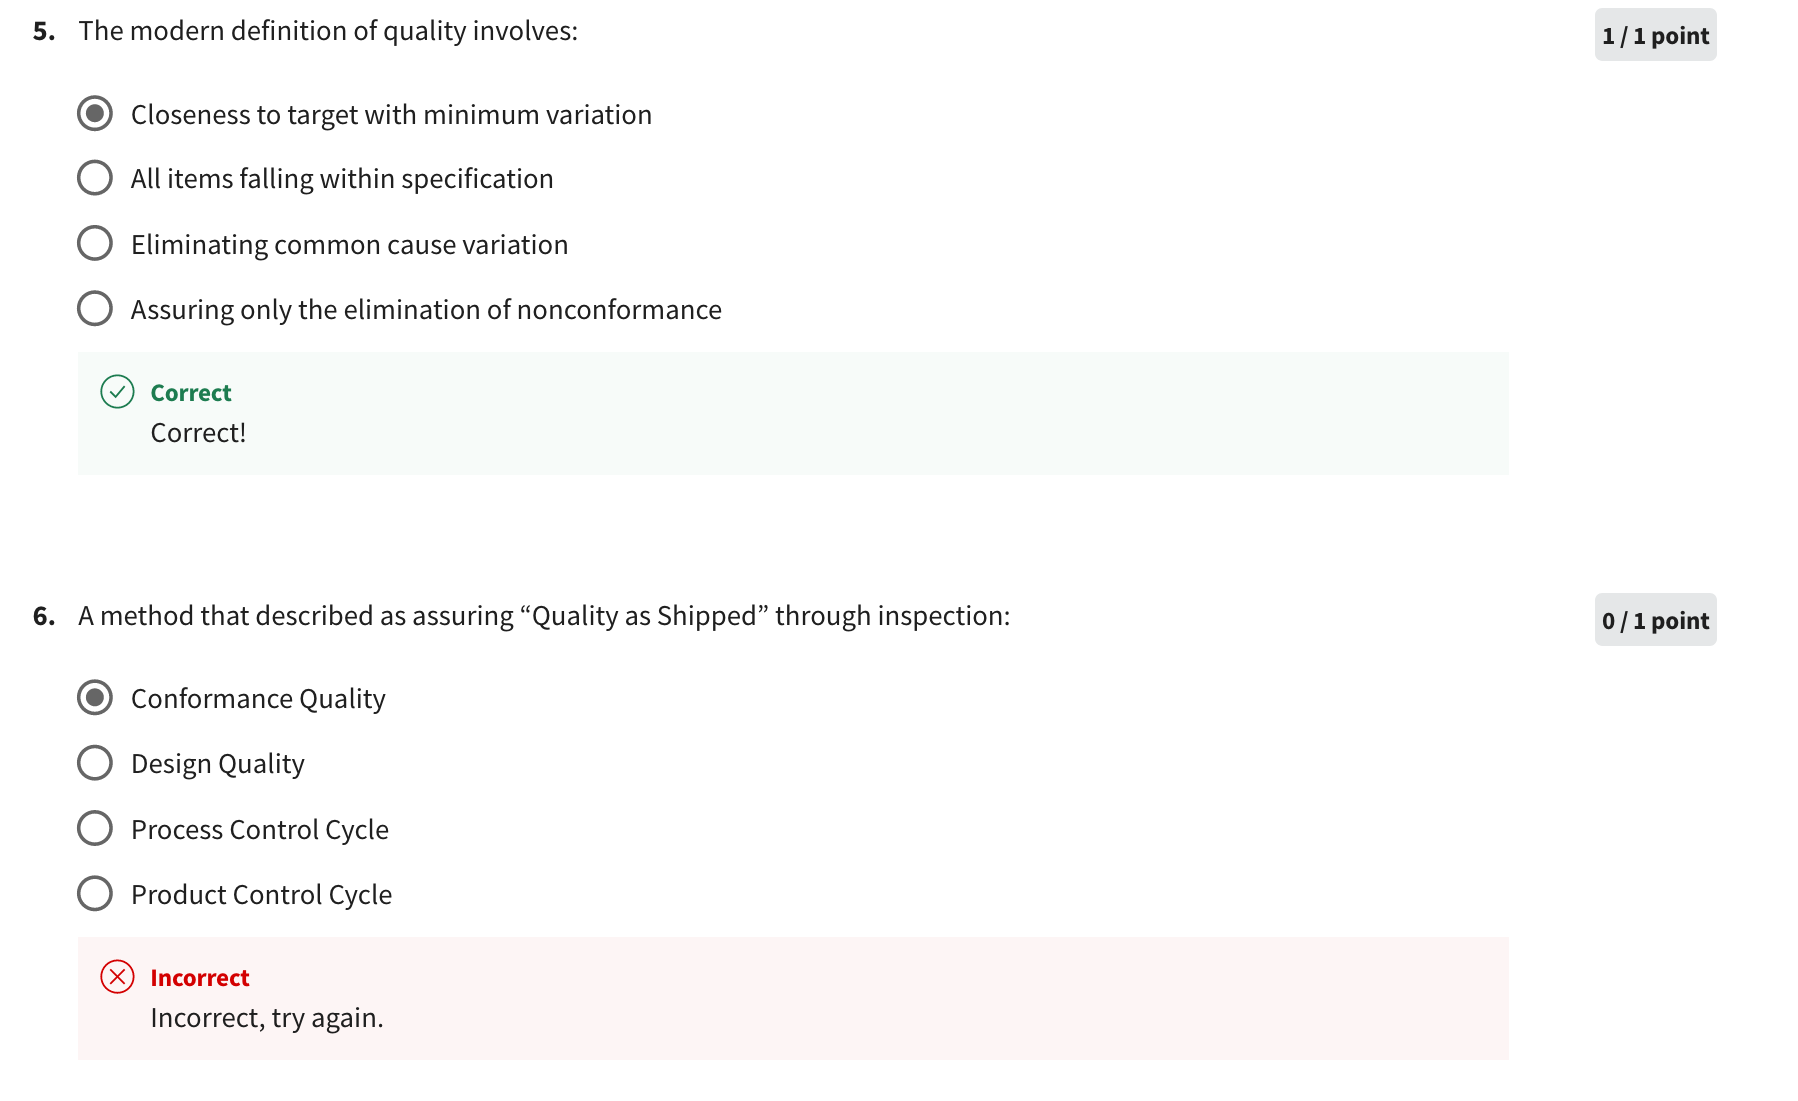 5. The modern definition of quality involves:
1 / 1 point
Closeness to target with minimum variation
All items falling within specification
Eliminating common cause variation
Assuring only the elimination of nonconformance
Correct
Correct!
6. A method that described as assuring “Quality as Shipped” through inspection:
0 / 1 point
Conformance Quality
Design Quality
Process Control Cycle
Product Control Cycle
Incorrect
Incorrect, try again.